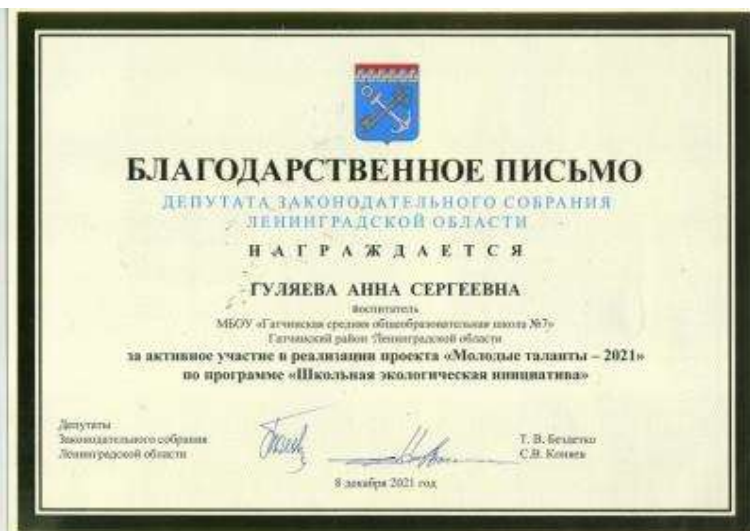 БЛАГОДАРСТВЕННОЕ ПИСЬМО
ДЕПУТАТА ЗАКОНОДАТЕЛЬНОГО СОБРАНИЯ
ЛЕНИНГРАДСКОЙ ОБЛАСТИ
НАГРАЖДАЕТСЯ
ГУЛЯЕВА АННА СЕРГЕЕВНА
воспитатель
МБОУ «Гатчинская средняя общеобразовательная школа №7»
Гатчинский район Ленинградской области
за активное участие в реализации проекта «Молодые таланты – 2021»
по программе «Школьная экологическая инициатива»
Депутаты
Законодательного собрания
Ленинградской области
Т. В. Бездетко
С.В. Коняев
8 декабря 2021 год